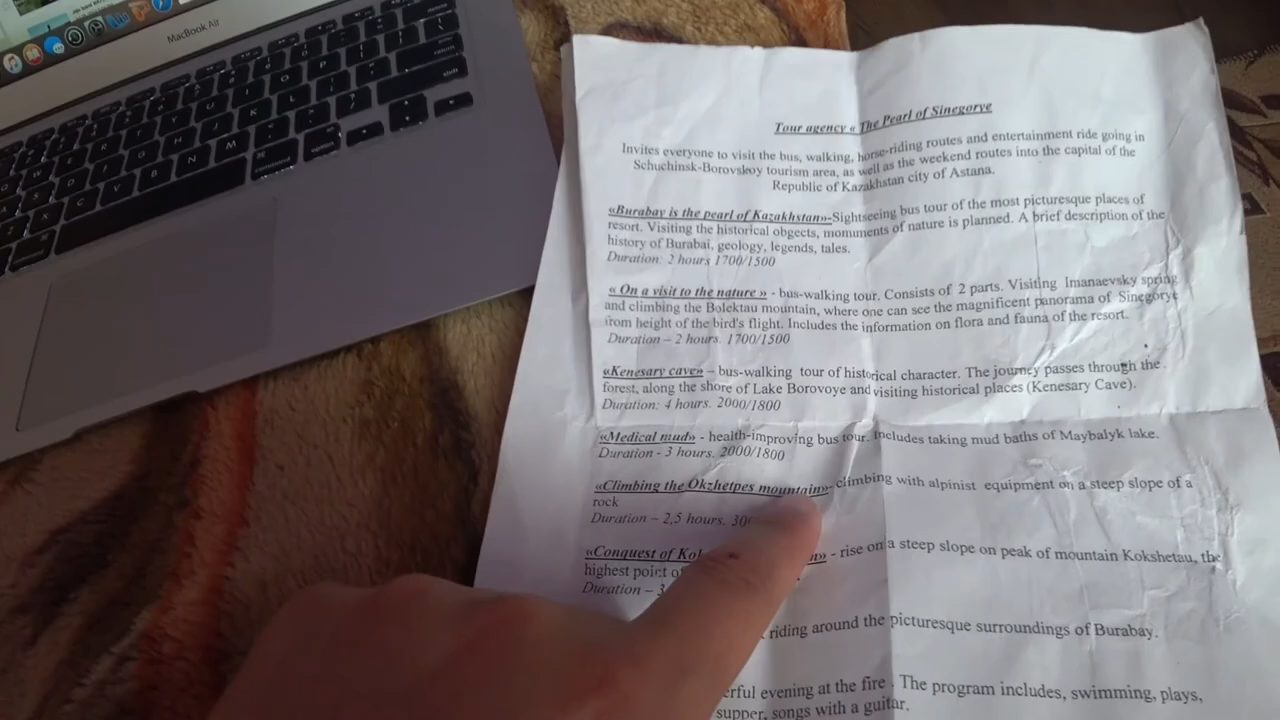 MacBook Air
Tour agency « The Pearl of Sinegorye
Invites everyone to visit the bus, walking, horse-riding routes and entertainment ride going in
Schuchinsk-Borovskoy tourism area, as well as the weekend routes into the capital of the
Republic of Kazakhstan city of Astana.
«Burabay is the pearl of Kazakhstan»-Sightseeing bus tour of the most picturesque places of
resort. Visiting the historical obgects, monuments of nature is planned. A brief description of the
history of Burabai, geology, legends, tales.
Duration: 2 hours 1700/1500
« On a visit to the nature » - bus-walking tour. Consists of 2 parts. Visiting Imanaevsky spring
and climbing the Bolektau mountain, where one can see the magnificent panorama of Sinegorye
from height of the bird's flight. Includes the information on flora and fauna of the resort.
Duration – 2 hours. 1700/1500
«Kenesary cave» – bus-walking tour of historical character. The journey passes through the
forest, along the shore of Lake Borovoye and visiting historical places (Kenesary Cave).
Duration: 4 hours. 2000/1800
«Medical mud» - health-improving bus tour. Includes taking mud baths of Maybalyk lake.
Duration - 3 hours. 2000/1800
«Climbing the Okzhetpes mountain»- climbing with alpinist equipment on a steep slope of a
rock
Duration – 2,5 hours.
«Conquest of - rise on a steep slope on peak of mountain Kokshetau, the
highest point
Duration –
riding around the picturesque surroundings of Burabay.
evening at the fire . The program includes, swimming, plays,
supper, songs with a guitar.